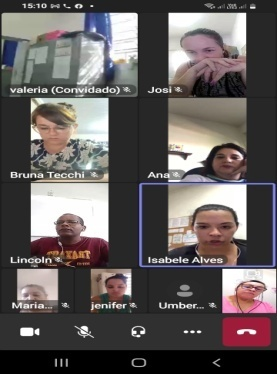 15:10
valeria (Convidado)
Josi
Bruna Tecchi
Ana
Lincoln
Isabele Alves
Maria...
jenifer
Umber...